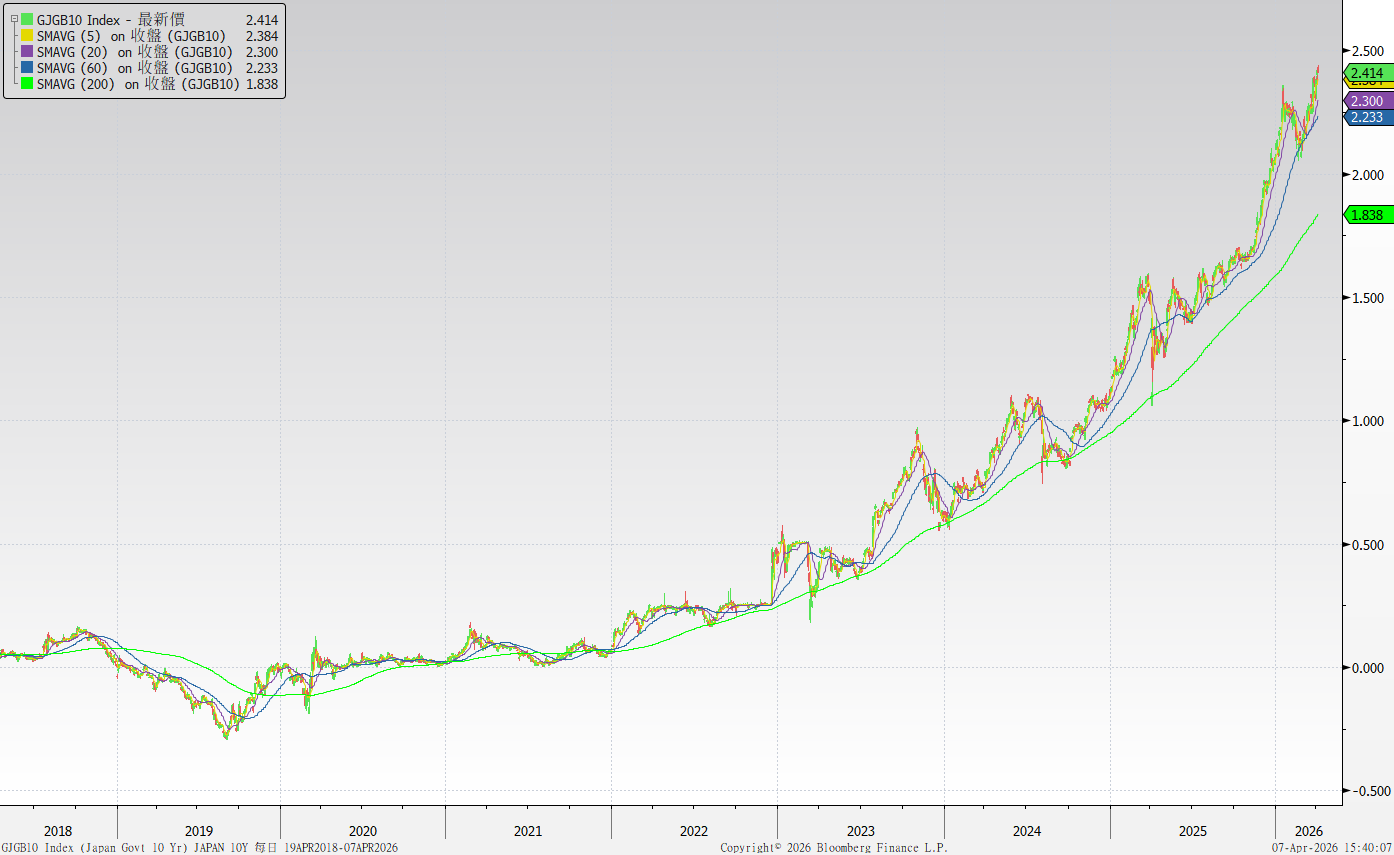 GJGB10 Index - 最新價 2.414
SMAVG (5) on 收盤 (GJGB10) 2.384
SMAVG (20) on 收盤 (GJGB10) 2.300
SMAVG (60) on 收盤 (GJGB10) 2.233
SMAVG (200) on 收盤 (GJGB10) 1.838
2.500
2.414
2.300
2.233
2.000
1.838
1.500
1.000
0.500
0.000
-0.500
2018 2019 2020 2021 2022 2023 2024 2025 2026
GJGB10 Index (Japan Govt 10 Yr) JAPAN 10Y 每日 19APR2018-07APR2026 Copyright© 2026 Bloomberg Finance L.P. 07-Apr-2026 15:40:07